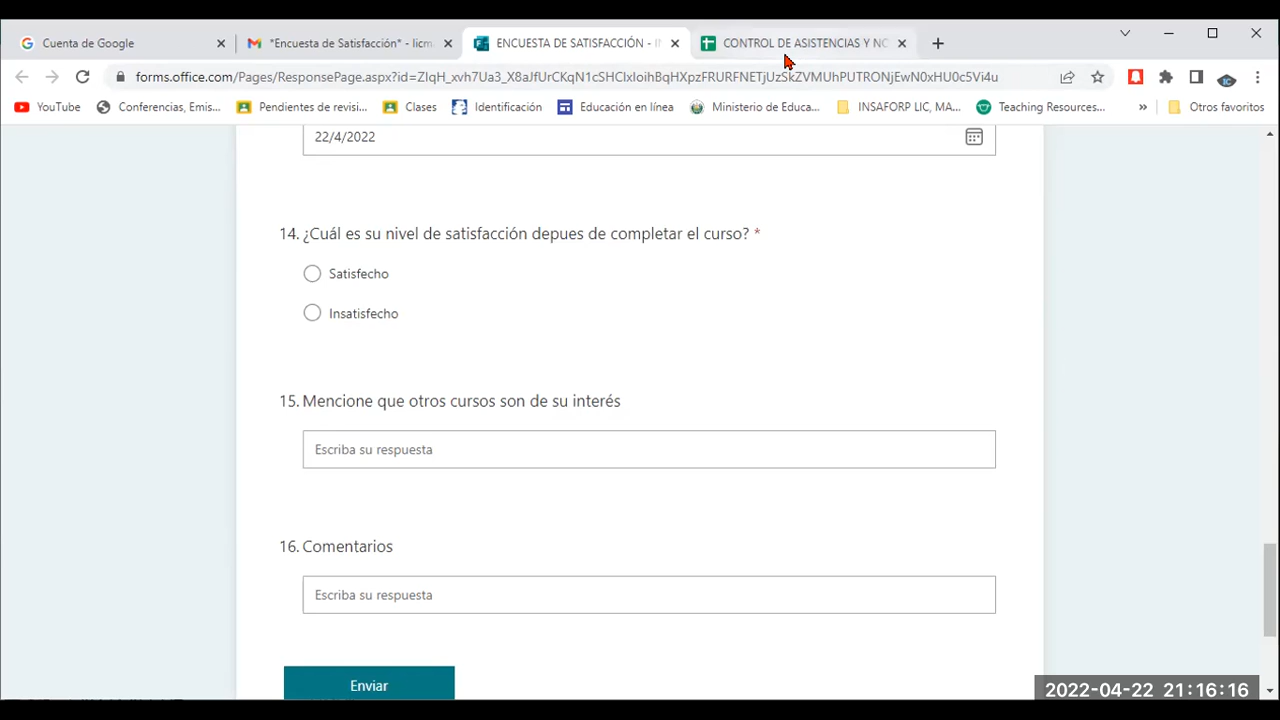 Cuenta de Google
*Encuesta de Satisfacción* - licm
ENCUESTA DE SATISFACCIÓN - I
CONTROL DE ASISTENCIAS Y NO
forms.office.com/Pages/ResponsePage.aspx?id=ZIqH_xvh7Ua3_X8aJfUrCKqN1cSHCIxIoihBqHXpzFRURFNETjUzSkZVMUhPUTRONjEwN0xHU0c5Vi4u
YouTube
Conferencias, Emis...
Pendientes de revisi...
Clases
Identificación
Educación en línea
Ministerio de Educa...
INSAFORP LIC, MA...
Teaching Resources...
»
Otros favoritos
22/4/2022
14. ¿Cuál es su nivel de satisfacción depues de completar el curso? *
Satisfecho
Insatisfecho
15. Mencione que otros cursos son de su interés
Escriba su respuesta
16. Comentarios
Escriba su respuesta
Enviar
2022-04-22 21:16:16